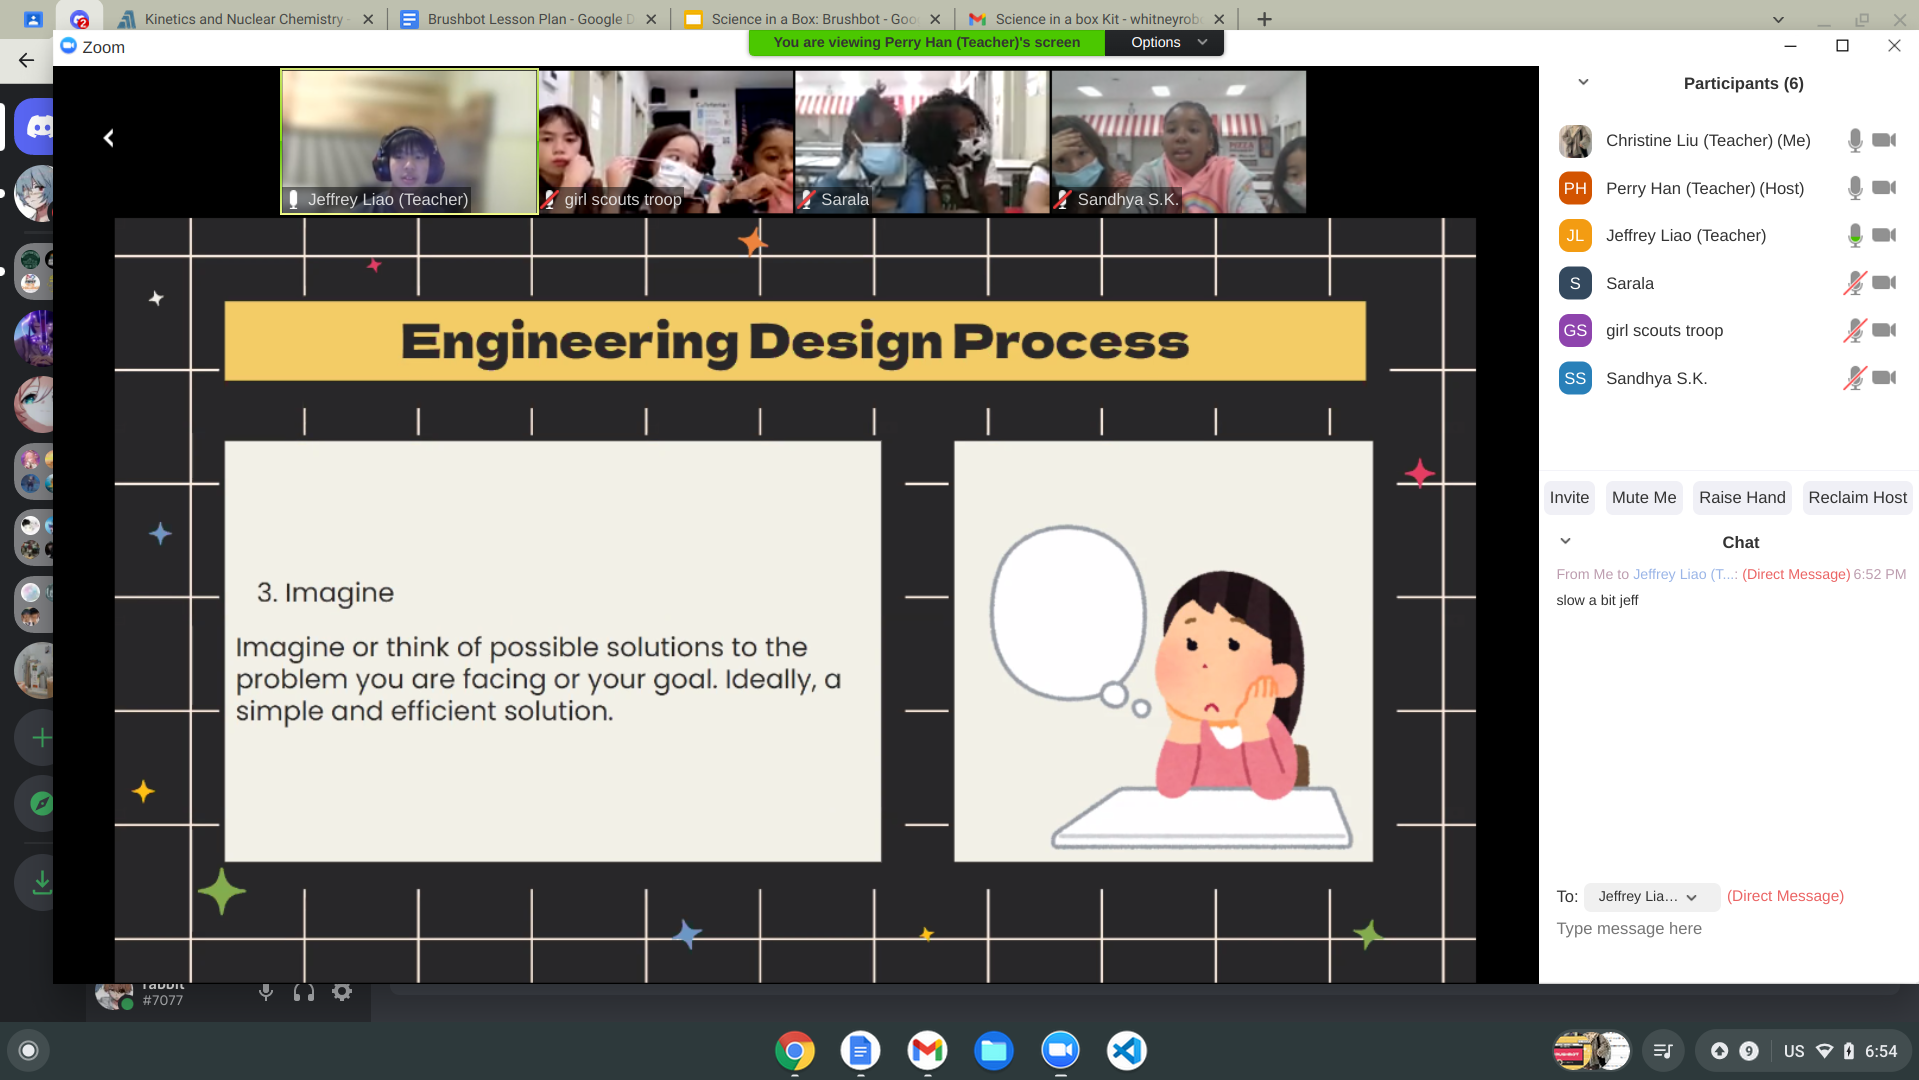 Kinetics and Nuclear Chemistry -
Brushbot Lesson Plan - Google D
Science in a Box: Brushbot - Goo
Science in a box Kit - whitneyrob
Zoom
You are viewing Perry Han (Teacher)'s screen
Options
Jeffrey Liao (Teacher)
girl scouts troop
Sarala
Sandhya S.K.
Cafeteria
PIZZA
Engineering Design Process
3. Imagine
Imagine or think of possible solutions to the
problem you are facing or your goal. Ideally, a
simple and efficient solution.
Participants (6)
Christine Liu (Teacher) (Me)
PH
Perry Han (Teacher) (Host)
JL
Jeffrey Liao (Teacher)
S
Sarala
GS
girl scouts troop
SS
Sandhya S.K.
Invite
Mute Me
Raise Hand
Reclaim Host
Chat
From Me to Jeffrey Liao (T...: (Direct Message) 6:52 PM
slow a bit jeff
To:
Jeffrey Lia...
(Direct Message)
Type message here
rabbit
#7077
9
US
6:54